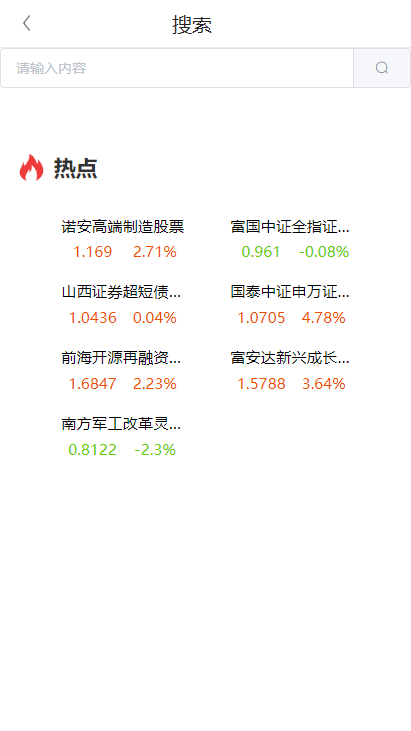 搜索
请输入内容
热点
诺安高端制造股票 富国中证全指证...
1.169 2.71% 0.961 -0.08%
山西证券超短债... 国泰中证申万证...
1.0436 0.04% 1.0705 4.78%
前海开源再融资... 富安达新兴成长...
1.6847 2.23% 1.5788 3.64%
南方军工改革灵...
0.8122 -2.3%